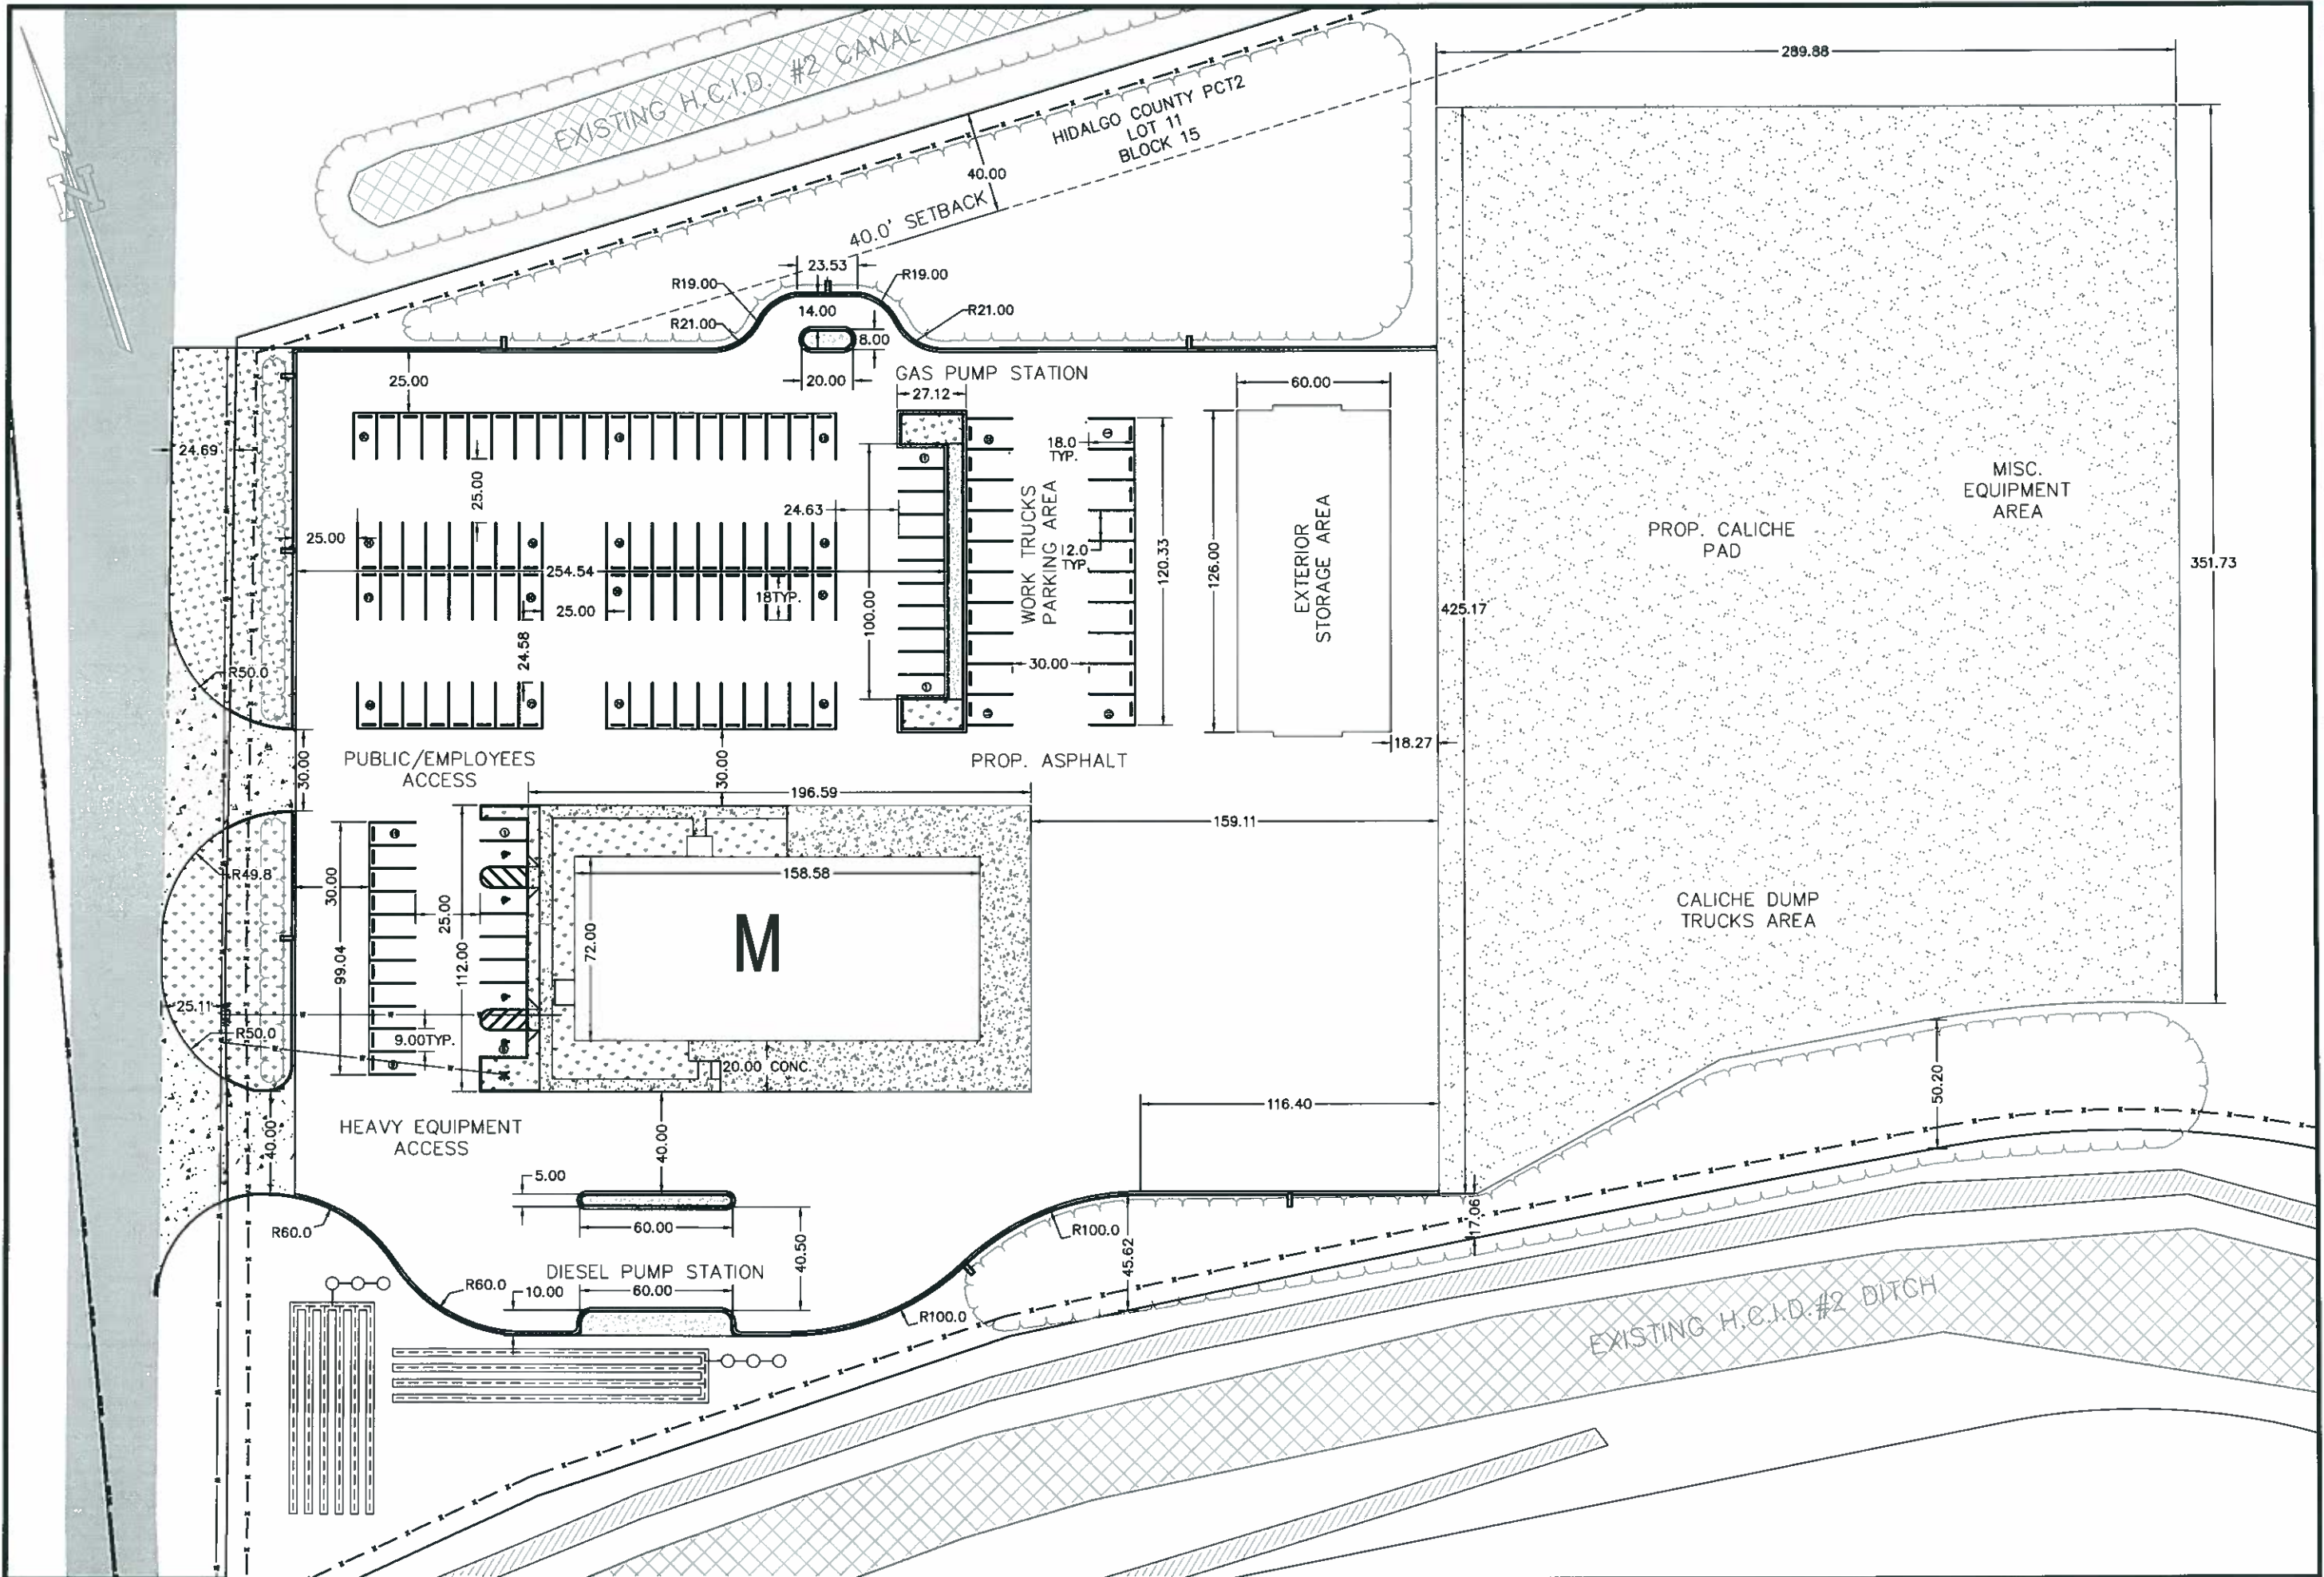 EXISTING H.C.I.D. #2 CANAL
289.88
HIDALGO COUNTY PCT2
LOT 11
BLOCK 15
40.00
40.0' SETBACK
N
23.53
R19.00
R19.00
14.00
R21.00
R21.00
8.00
20.00
25.00
GAS PUMP STATION
27.12
60.00
24.69
18.0
TYP.
25.00
24.63
25.00
WORK TRUCKS
PARKING AREA
12.0
TYP.
120.33
126.00
EXTERIOR
STORAGE AREA
MISC.
EQUIPMENT
AREA
PROP. CALICHE
PAD
351.73
254.54
18TYP.
25.00
100.00
425.17
24.58
30.00
R50.0
18.27
30.00
PUBLIC/EMPLOYEES
ACCESS
30.00
PROP. ASPHALT
196.59
159.11
R49.8
30.00
158.58
25.00
99.04
112.00
72.00
M
CALICHE DUMP
TRUCKS AREA
25.11
R50.0
9.00TYP.
20.00 CONC.
50.20
116.40
HEAVY EQUIPMENT
ACCESS
40.00
40.00
5.00
60.00
R60.0
40.50
R100.0
45.62
17.06
DIESEL PUMP STATION
R60.0
10.00
60.00
R100.0
EXISTING H.C.I.D.#2 DITCH